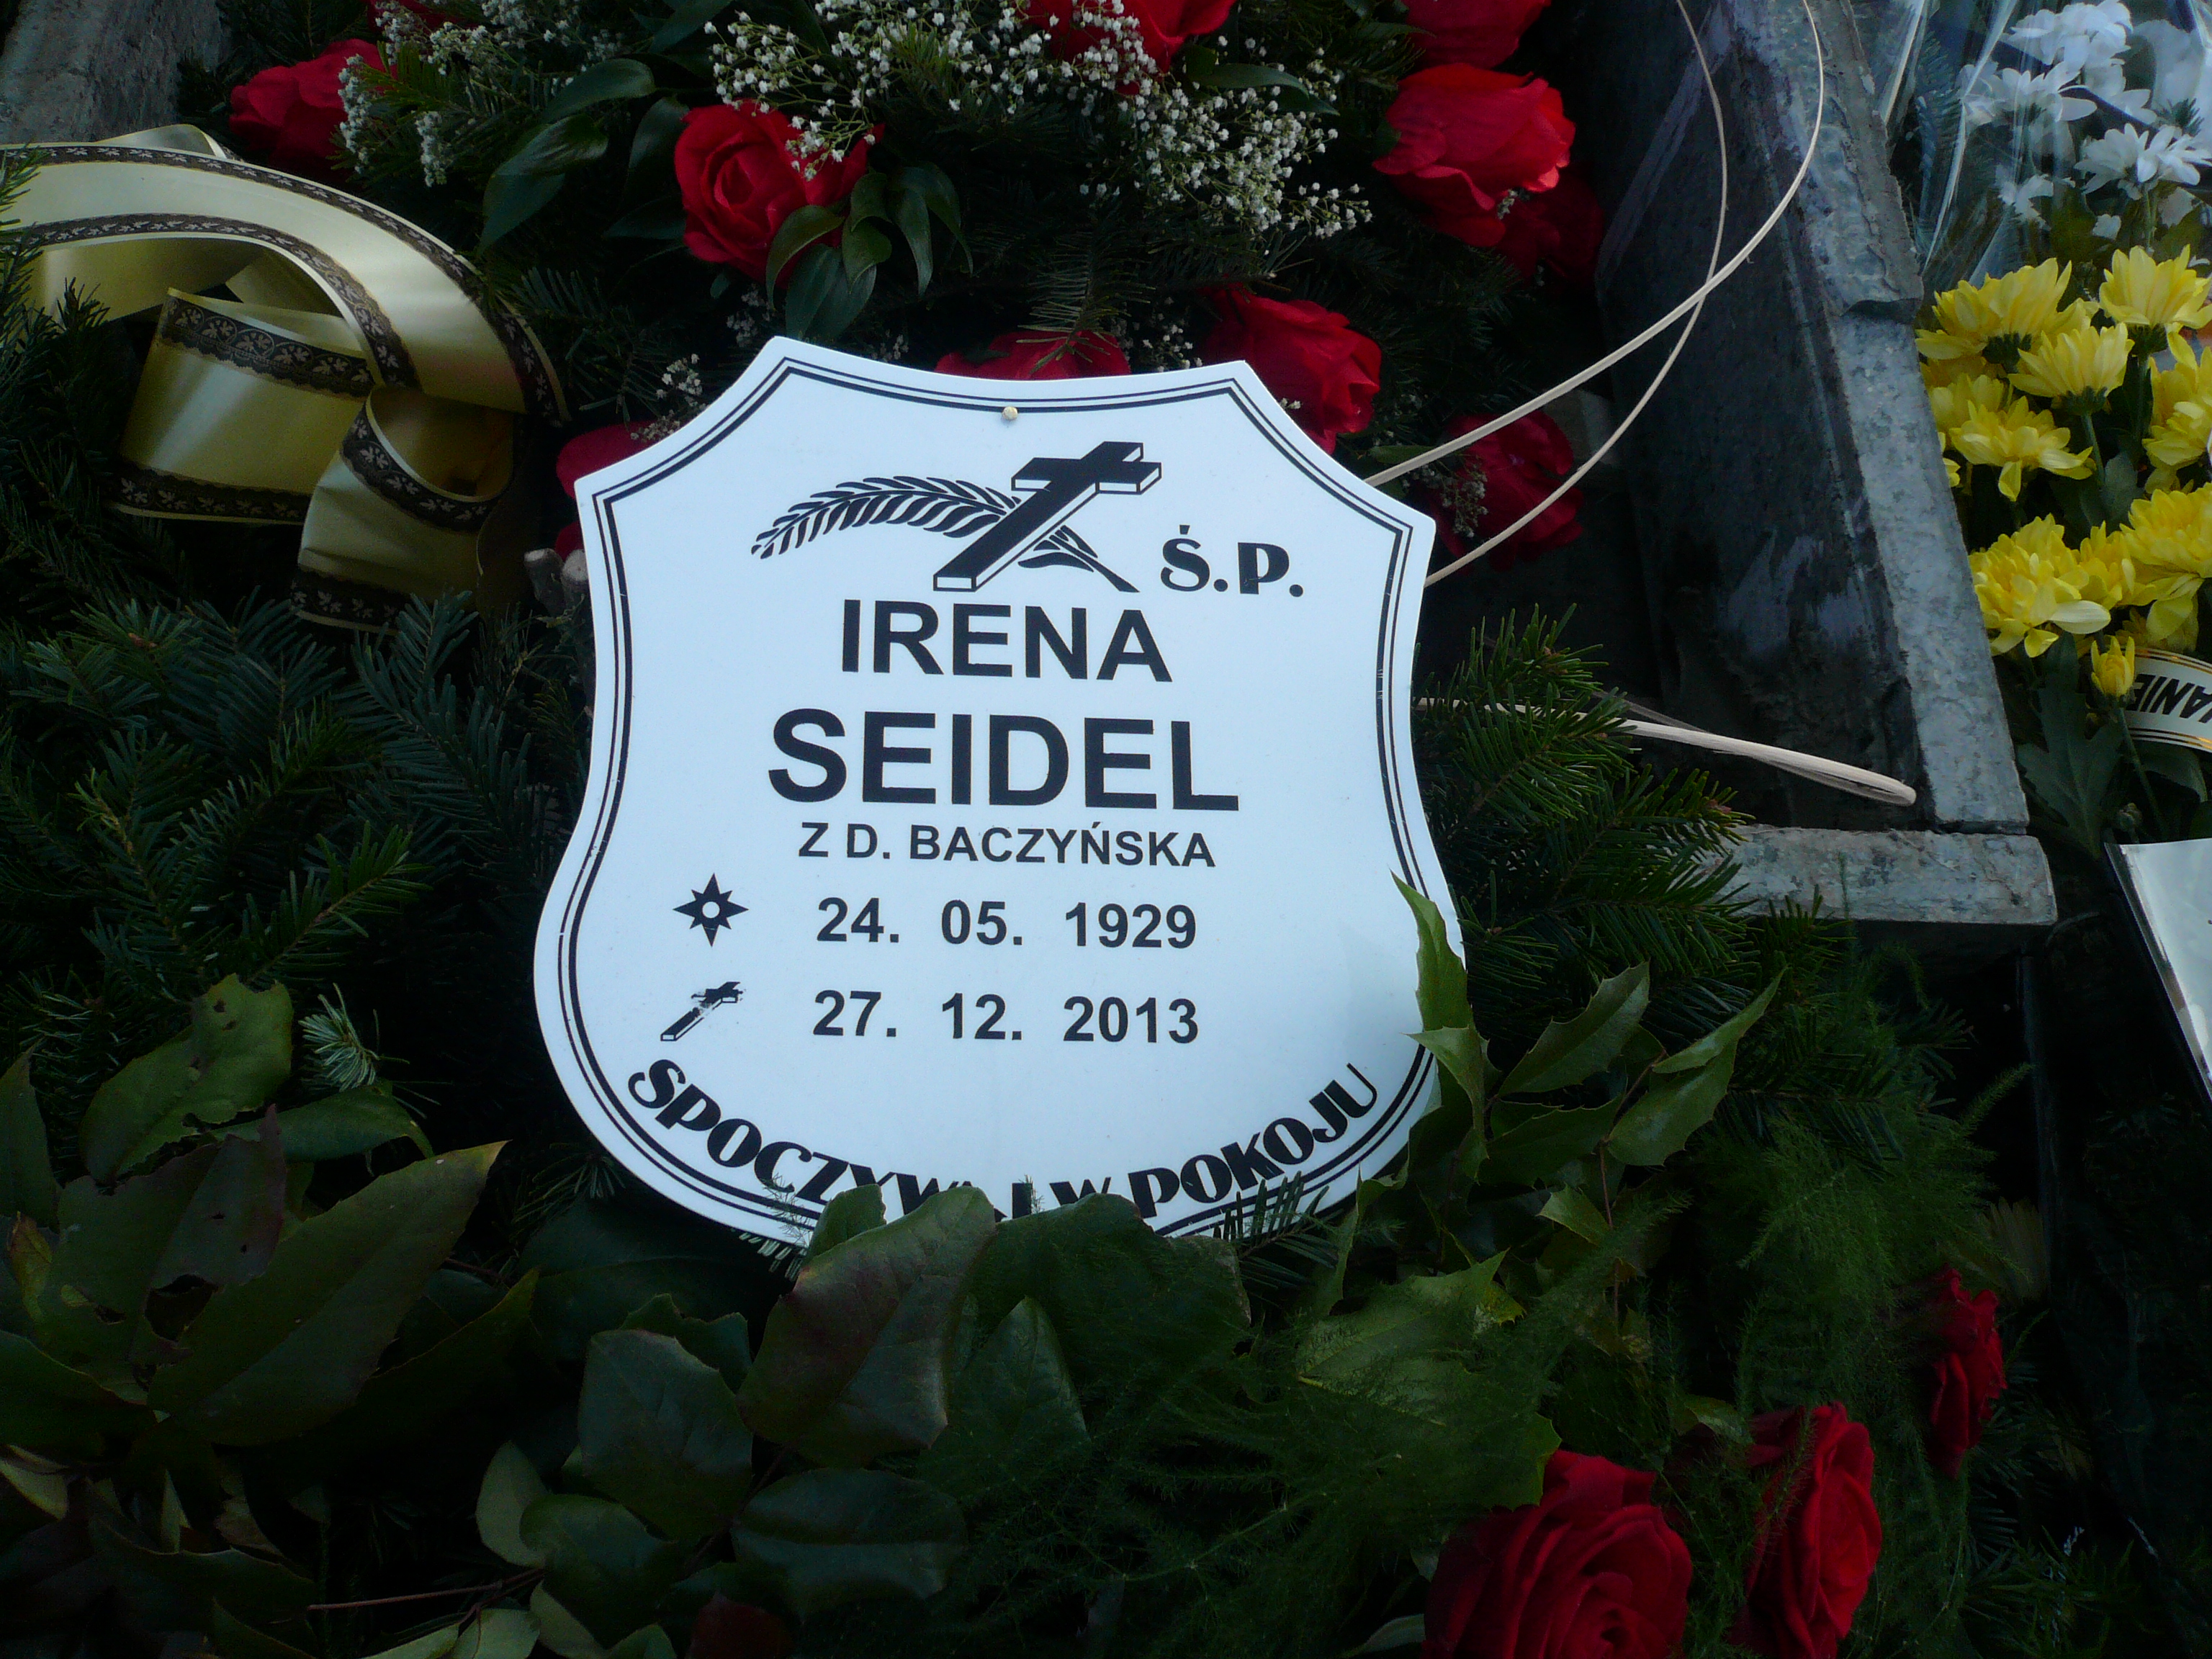 Ś.P.
IRENA
SEIDEL
Z D. BACZYŃSKA
24. 05. 1929
27. 12. 2013
SPOCZYWAJ W POKOJU